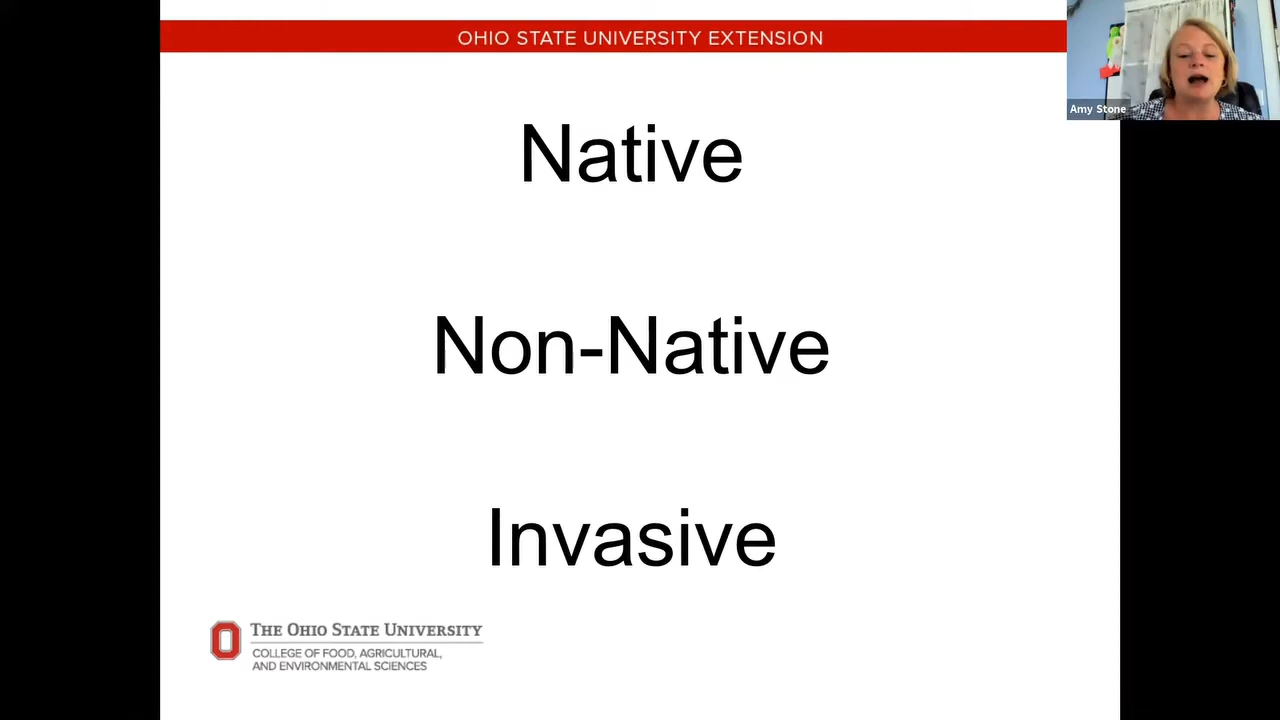 OHIO STATE UNIVERSITY EXTENSION
Amy Stone
Native
Non-Native
Invasive
THE OHIO STATE UNIVERSITY
COLLEGE OF FOOD, AGRICULTURAL,
AND ENVIRONMENTAL SCIENCES